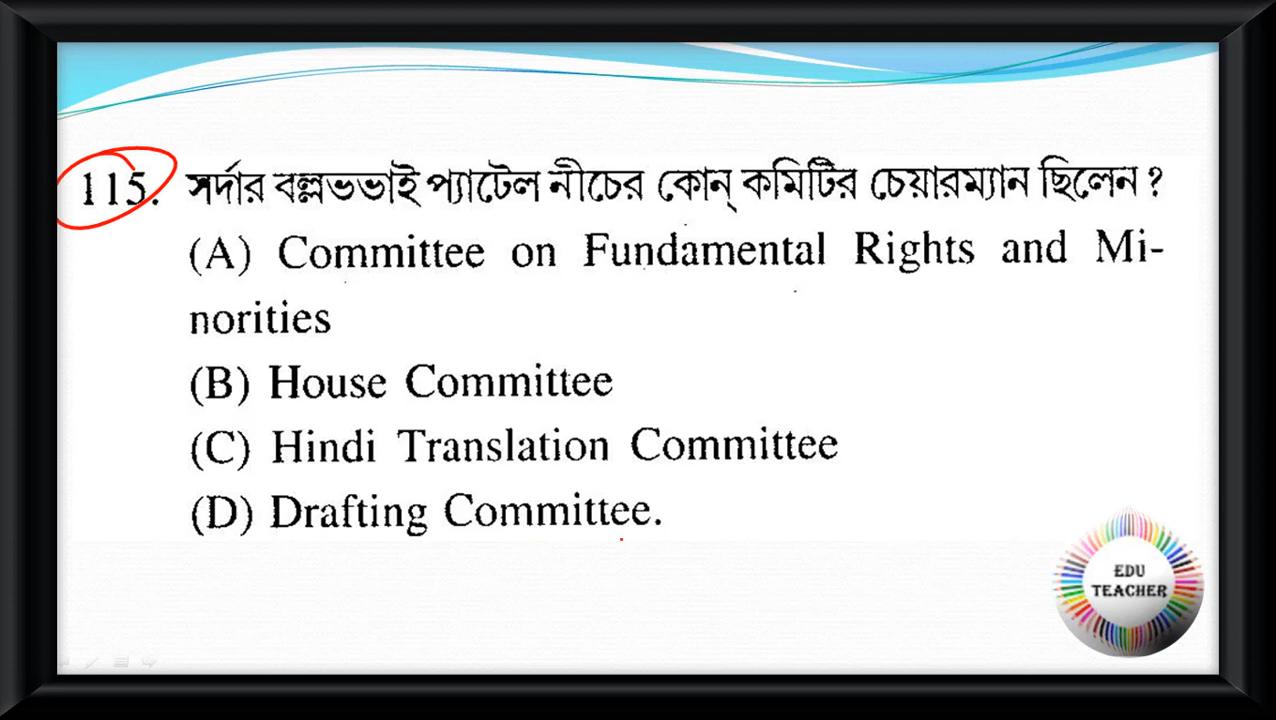 115. সর্দার বল্লভভাই প্যাটেল নীচের কোন্ কমিটির চেয়ারম্যান ছিলেন ?
(A) Committee on Fundamental Rights and Mi-
norities
(B) House Committee
(C) Hindi Translation Committee
(D) Drafting Committee.
EDU
TEACHER